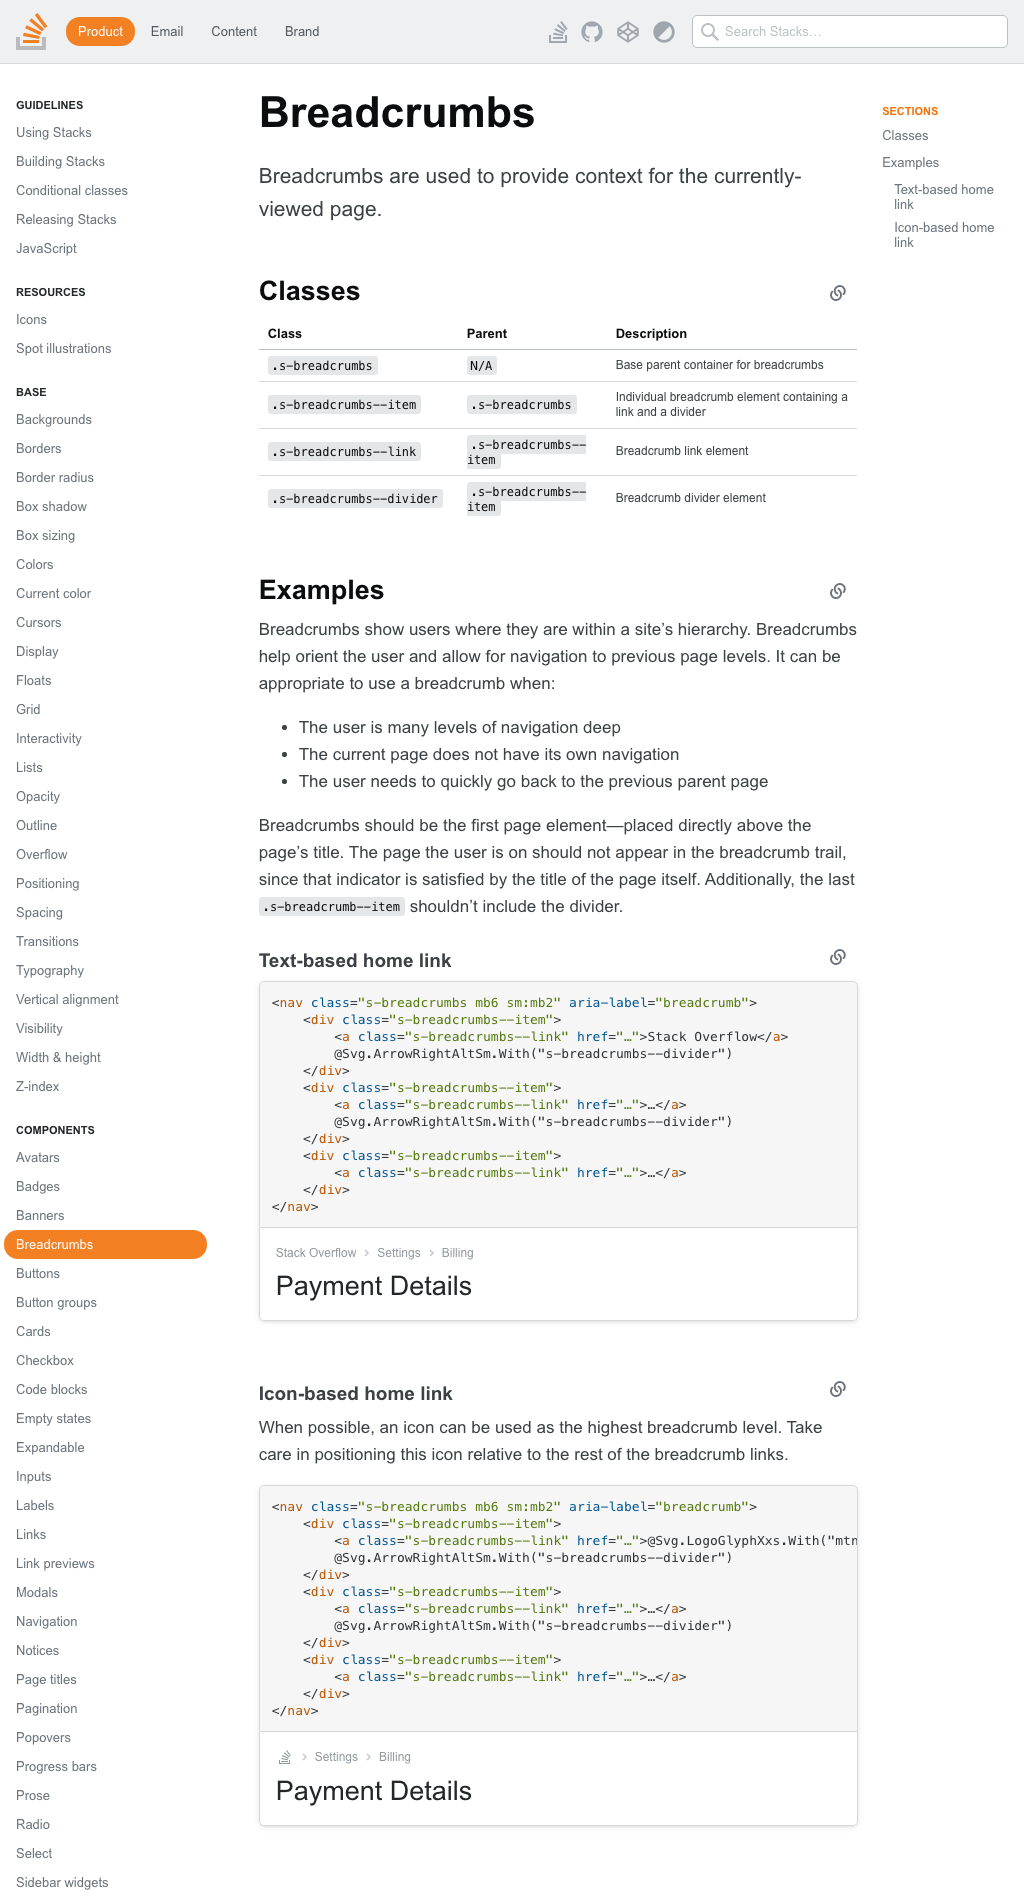 Product
Email
Content
Brand
Search Stacks…
GUIDELINES
Using Stacks
Building Stacks
Conditional classes
Releasing Stacks
JavaScript
RESOURCES
Icons
Spot illustrations
BASE
Backgrounds
Borders
Border radius
Box shadow
Box sizing
Colors
Current color
Cursors
Display
Floats
Grid
Interactivity
Lists
Opacity
Outline
Overflow
Positioning
Spacing
Transitions
Typography
Vertical alignment
Visibility
Width & height
Z-index
COMPONENTS
Avatars
Badges
Banners
Breadcrumbs
Buttons
Button groups
Cards
Checkbox
Code blocks
Empty states
Expandable
Inputs
Labels
Links
Link previews
Modals
Navigation
Notices
Page titles
Pagination
Popovers
Progress bars
Prose
Radio
Select
Sidebar widgets
Breadcrumbs
Breadcrumbs are used to provide context for the currently-
viewed page.
Classes
Class Parent Description
.s-breadcrumbs N/A Base parent container for breadcrumbs
.s-breadcrumbs--item .s-breadcrumbs Individual breadcrumb element containing a
link and a divider
.s-breadcrumbs--link .s-breadcrumbs-- Breadcrumb link element
item
.s-breadcrumbs--divider .s-breadcrumbs-- Breadcrumb divider element
item
Examples
Breadcrumbs show users where they are within a site’s hierarchy. Breadcrumbs
help orient the user and allow for navigation to previous page levels. It can be
appropriate to use a breadcrumb when:
• The user is many levels of navigation deep
• The current page does not have its own navigation
• The user needs to quickly go back to the previous parent page
Breadcrumbs should be the first page element—placed directly above the
page’s title. The page the user is on should not appear in the breadcrumb trail,
since that indicator is satisfied by the title of the page itself. Additionally, the last
.s-breadcrumb--item shouldn’t include the divider.
Text-based home link
<nav class="s-breadcrumbs mb6 sm:mb2" aria-label="breadcrumb">
    <div class="s-breadcrumbs--item">
        <a class="s-breadcrumbs--link" href="…">Stack Overflow</a>
        @Svg.ArrowRightAltSm.With("s-breadcrumbs--divider")
    </div>
    <div class="s-breadcrumbs--item">
        <a class="s-breadcrumbs--link" href="…">…</a>
        @Svg.ArrowRightAltSm.With("s-breadcrumbs--divider")
    </div>
    <div class="s-breadcrumbs--item">
        <a class="s-breadcrumbs--link" href="…">…</a>
    </div>
</nav>
Stack Overflow > Settings > Billing
Payment Details
Icon-based home link
When possible, an icon can be used as the highest breadcrumb level. Take
care in positioning this icon relative to the rest of the breadcrumb links.
<nav class="s-breadcrumbs mb6 sm:mb2" aria-label="breadcrumb">
    <div class="s-breadcrumbs--item">
        <a class="s-breadcrumbs--link" href="…">@Svg.LogoGlyphXxs.With("mtn
        @Svg.ArrowRightAltSm.With("s-breadcrumbs--divider")
    </div>
    <div class="s-breadcrumbs--item">
        <a class="s-breadcrumbs--link" href="…">…</a>
        @Svg.ArrowRightAltSm.With("s-breadcrumbs--divider")
    </div>
    <div class="s-breadcrumbs--item">
        <a class="s-breadcrumbs--link" href="…">…</a>
    </div>
</nav>
> Settings > Billing
Payment Details
SECTIONS
Classes
Examples
Text-based home
link
Icon-based home
link